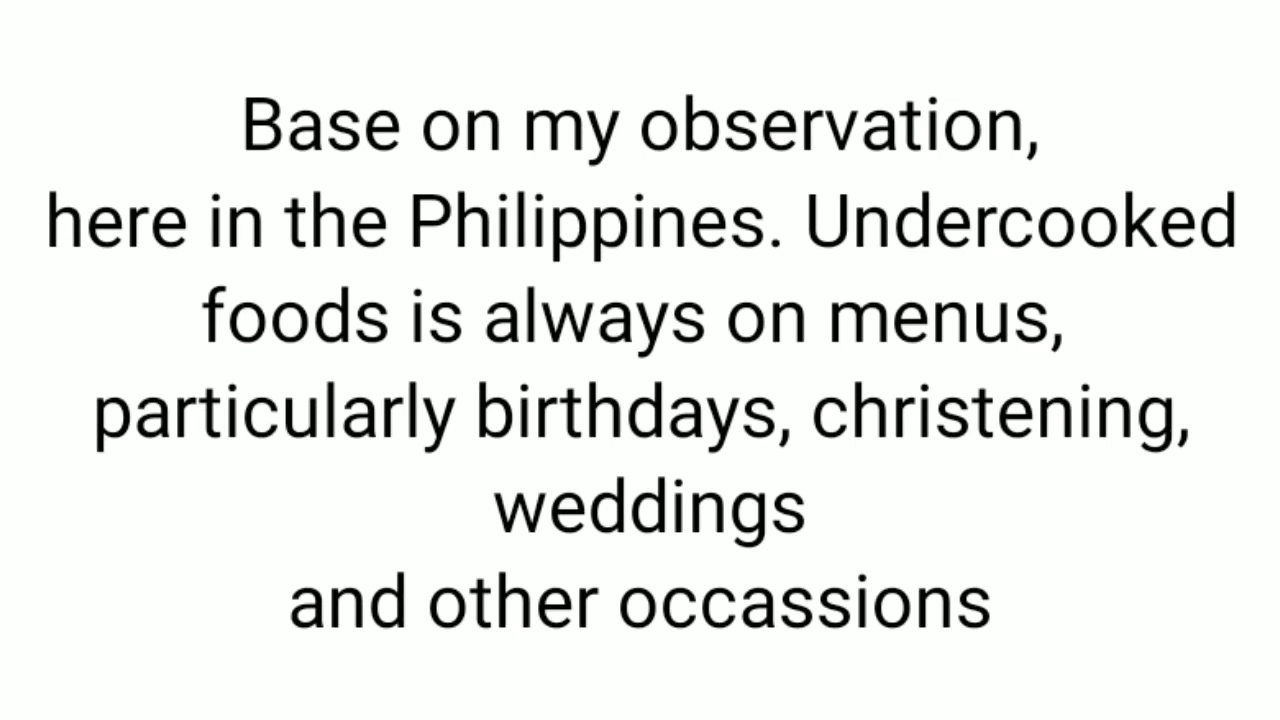 Base on my observation,
here in the Philippines. Undercooked
foods is always on menus,
particularly birthdays, christening,
weddings
and other occassions